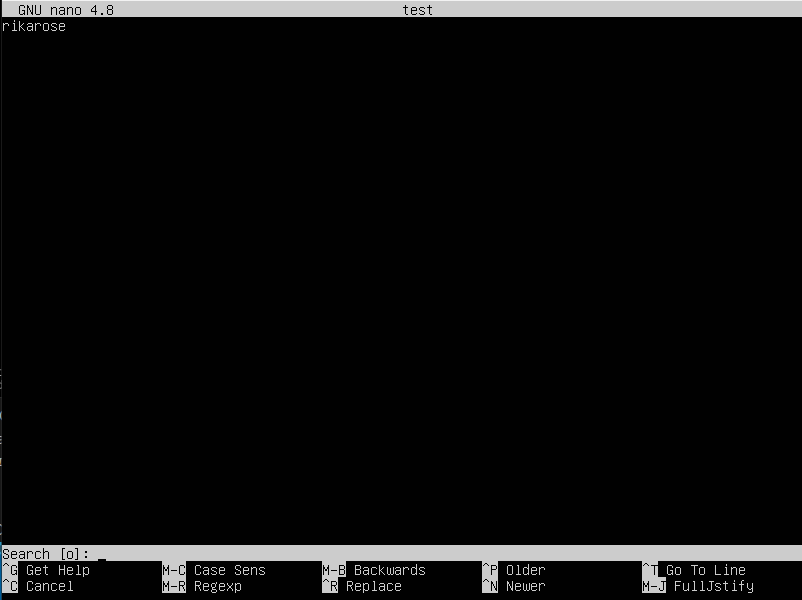 GNU nano 4.8 test
rikarose
Search [o]: _
^G Get Help M-C Case Sens M-B Backwards ^P Older ^T Go To Line
^C Cancel M-R Regexp ^R Replace ^N Newer M-J FullJstify